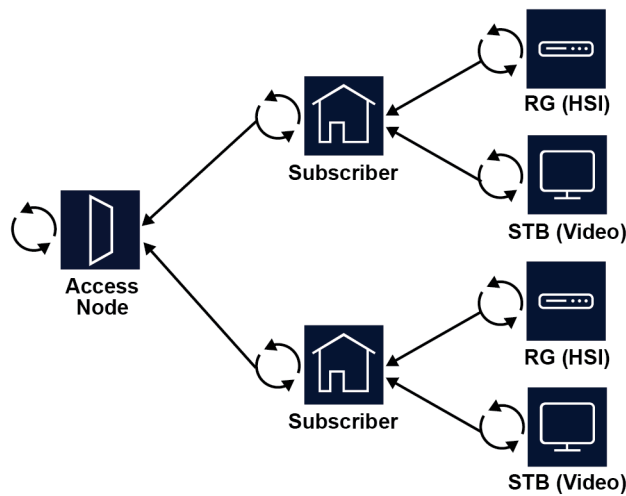 RG (HSI)
Subscriber
STB (Video)
Access
Node
RG (HSI)
Subscriber
STB (Video)